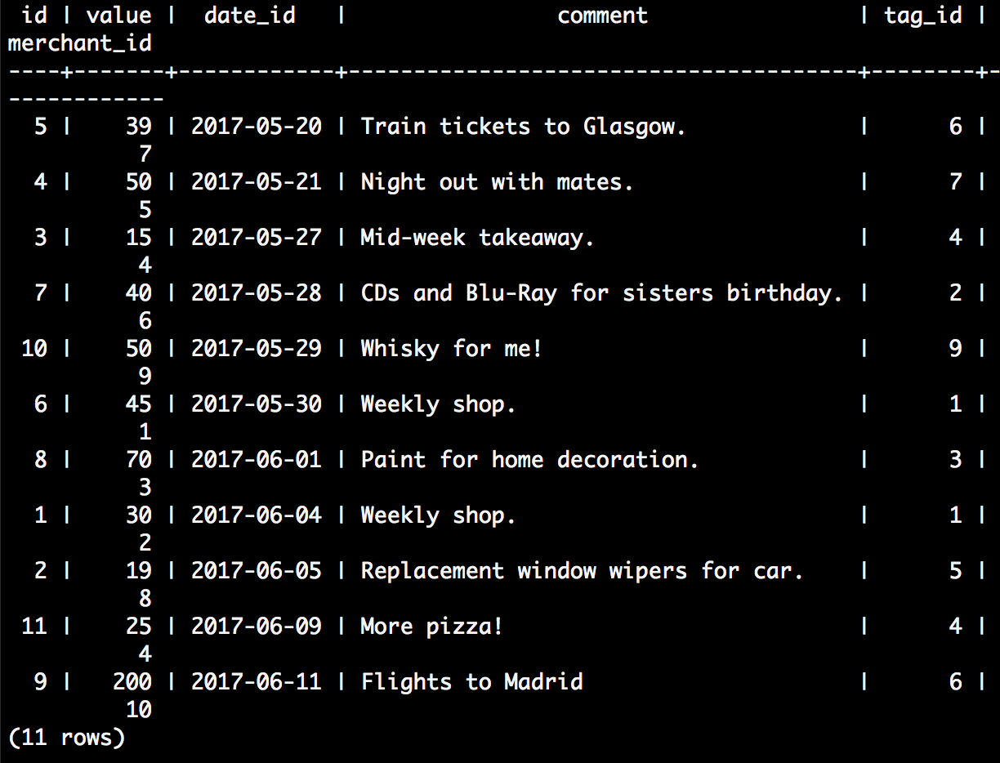 id | value |  date_id   |                comment                | tag_id |
merchant_id
----+-------+------------+---------------------------------------+--------+-
------------
  5 |    39 | 2017-05-20 | Train tickets to Glasgow.             |      6 |
          7
  4 |    50 | 2017-05-21 | Night out with mates.                 |      7 |
          5
  3 |    15 | 2017-05-27 | Mid-week takeaway.                    |      4 |
          4
  7 |    40 | 2017-05-28 | CDs and Blu-Ray for sisters birthday. |      2 |
          6
 10 |    50 | 2017-05-29 | Whisky for me!                        |      9 |
          9
  6 |    45 | 2017-05-30 | Weekly shop.                          |      1 |
          1
  8 |    70 | 2017-06-01 | Paint for home decoration.            |      3 |
          3
  1 |    30 | 2017-06-04 | Weekly shop.                          |      1 |
          2
  2 |    19 | 2017-06-05 | Replacement window wipers for car.    |      5 |
          8
 11 |    25 | 2017-06-09 | More pizza!                           |      4 |
          4
  9 |   200 | 2017-06-11 | Flights to Madrid                     |      6 |
         10
(11 rows)